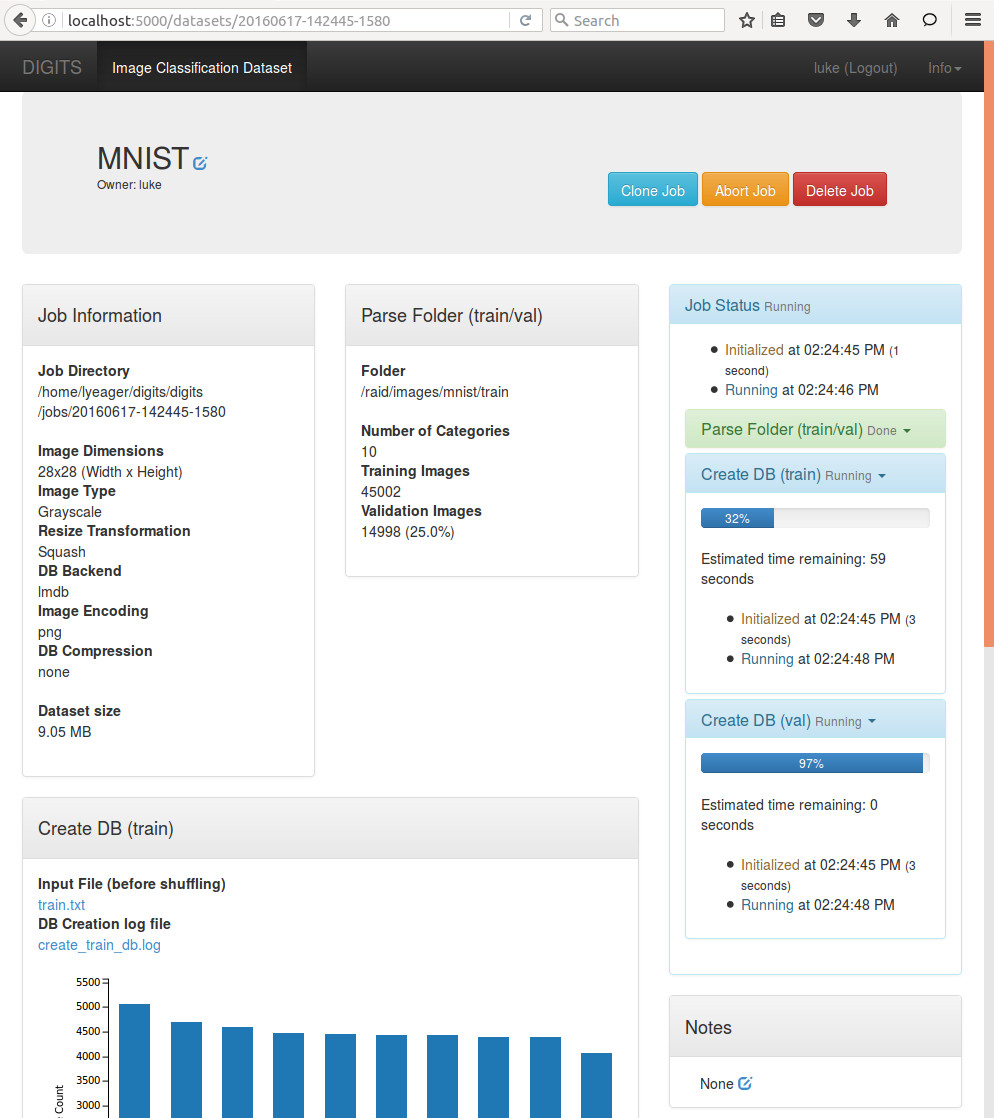 localhost:5000/datasets/20160617-142445-1580
Search
DIGITS
Image Classification Dataset
luke (Logout)
Info
MNIST
Owner: luke
Clone Job
Abort Job
Delete Job
Job Information
Job Directory
/home/lyeager/digits/digits
/jobs/20160617-142445-1580
Image Dimensions
28x28 (Width x Height)
Image Type
Grayscale
Resize Transformation
Squash
DB Backend
lmdb
Image Encoding
png
DB Compression
none
Dataset size
9.05 MB
Parse Folder (train/val)
Folder
/raid/images/mnist/train
Number of Categories
10
Training Images
45002
Validation Images
14998 (25.0%)
Job Status Running
Initialized at 02:24:45 PM (1
second)
Running at 02:24:46 PM
Parse Folder (train/val) Done
Create DB (train) Running
32%
Estimated time remaining: 59
seconds
Initialized at 02:24:45 PM (3
seconds)
Running at 02:24:48 PM
Create DB (val) Running
97%
Estimated time remaining: 0
seconds
Initialized at 02:24:45 PM (3
seconds)
Running at 02:24:48 PM
Create DB (train)
Input File (before shuffling)
train.txt
DB Creation log file
create_train_db.log
5500
5000
4500
4000
3500
3000
Count
Notes
None